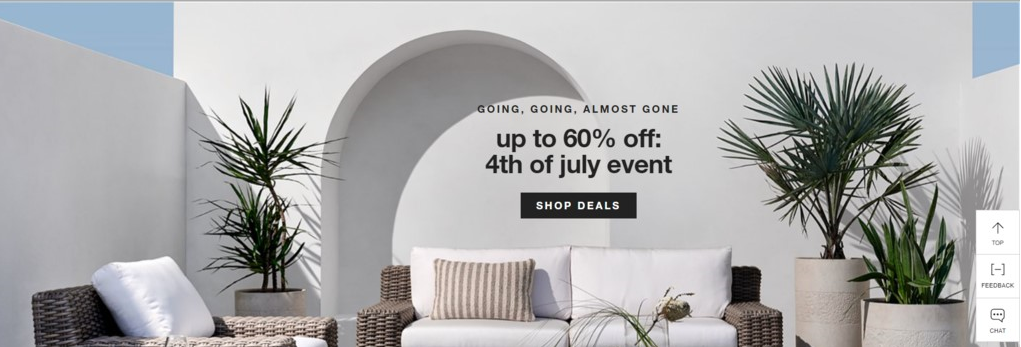 GOING, GOING, ALMOST GONE
up to 60% off:
4th of july event
SHOP DEALS
TOP
[–]
FEEDBACK
CHAT